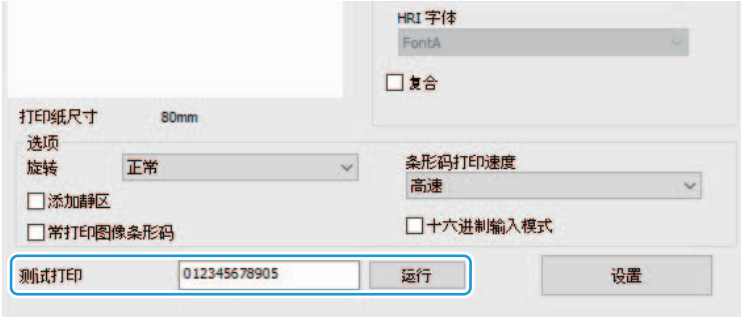 HRI 字体
FontA
复合
打印纸尺寸 80mm
选项
旋转 正常
条形码打印速度
高速
添加静区
常打印图像条形码
十六进制输入模式
测试打印 012345678905 运行 设置